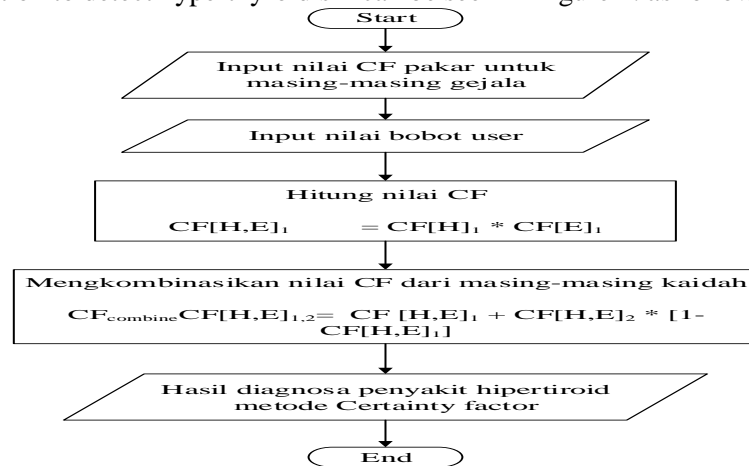 Start
Input nilai CF pakar untuk
masing-masing gejala
Input nilai bobot user
Hitung nilai CF
CF[H,E]₁ = CF[H]₁ * CF[E]₁
Mengkombinasikan nilai CF dari masing-masing kaidah
CFcombineCF[H,E]₁,₂= CF [H,E]₁ + CF[H,E]₂ * [1-
CF[H,E]₁]
Hasil diagnosa penyakit hipertiroid
metode Certainty factor
End